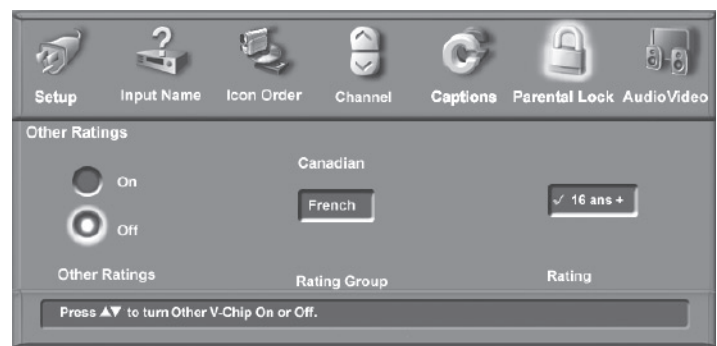 Setup Input Name Icon Order Channel Captions Parental Lock AudioVideo
Other Ratings
Canadian
On
French
✓ 16 ans +
Off
Other Ratings Rating Group Rating
Press ▲▼ to turn Other V-Chip On or Off.